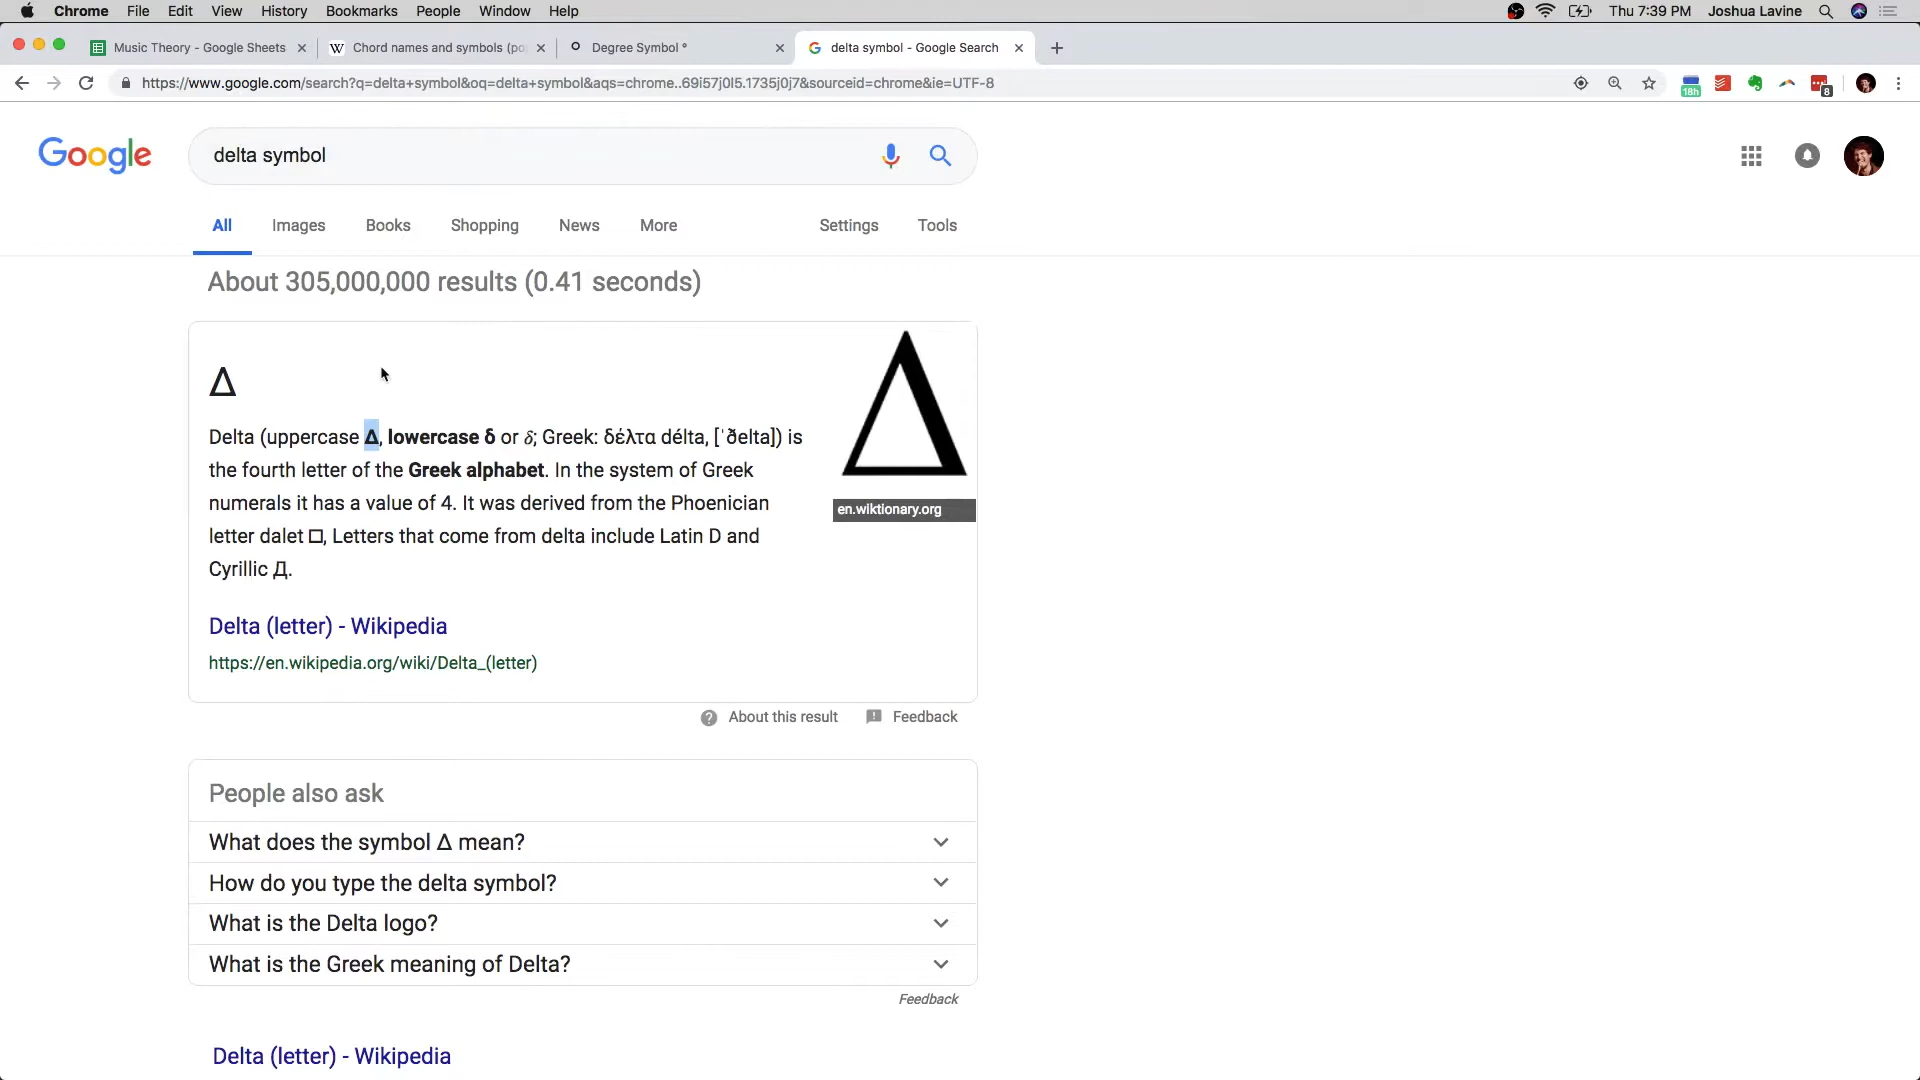 Chrome File Edit View History Bookmarks People Window Help Thu 7:39 PM Joshua Lavine
Music Theory - Google Sheets Chord names and symbols (po Degree Symbol ° delta symbol - Google Search
https://www.google.com/search?q=delta+symbol&oq=delta+symbol&aqs=chrome..69i57j0l5.1735j0j7&sourceid=chrome&ie=UTF-8 18h 8
Google delta symbol
All Images Books Shopping News More Settings Tools
About 305,000,000 results (0.41 seconds)
Δ
Delta (uppercase Δ, lowercase δ or 𝛿; Greek: δέλτα délta, [ˈðelta]) is
the fourth letter of the Greek alphabet. In the system of Greek
numerals it has a value of 4. It was derived from the Phoenician
letter dalet □, Letters that come from delta include Latin D and
Cyrillic Д.
Δ
en.wiktionary.org
Delta (letter) - Wikipedia
https://en.wikipedia.org/wiki/Delta_(letter)
About this result Feedback
People also ask
What does the symbol Δ mean?
How do you type the delta symbol?
What is the Delta logo?
What is the Greek meaning of Delta?
Feedback
Delta (letter) - Wikipedia